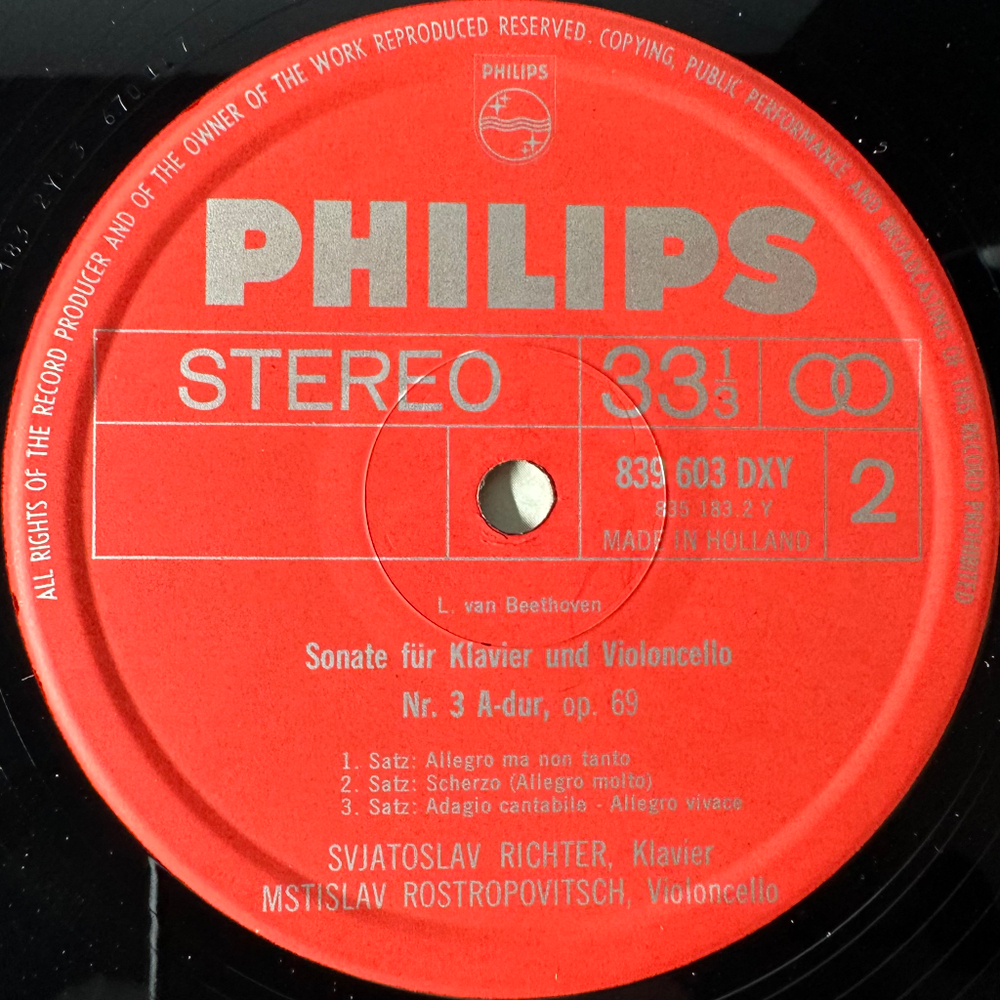 ALL RIGHTS OF THE RECORD PRODUCER AND OF THE OWNER OF THE WORK REPRODUCED RESERVED. COPYING, PUBLIC PERFORMANCE AND BROADCASTING OF THIS RECORD PROHIBITED
PHILIPS
PHILIPS
STEREO 33 1/3
839 603 DXY 2
835 183.2 Y
MADE IN HOLLAND
L. van Beethoven
Sonate für Klavier und Violoncello
Nr. 3 A-dur, op. 69
1. Satz: Allegro ma non tanto
2. Satz: Scherzo (Allegro molto)
3. Satz: Adagio cantabile - Allegro vivace
SVJATOSLAV RICHTER, Klavier
MSTISLAV ROSTROPOVITSCH, Violoncello